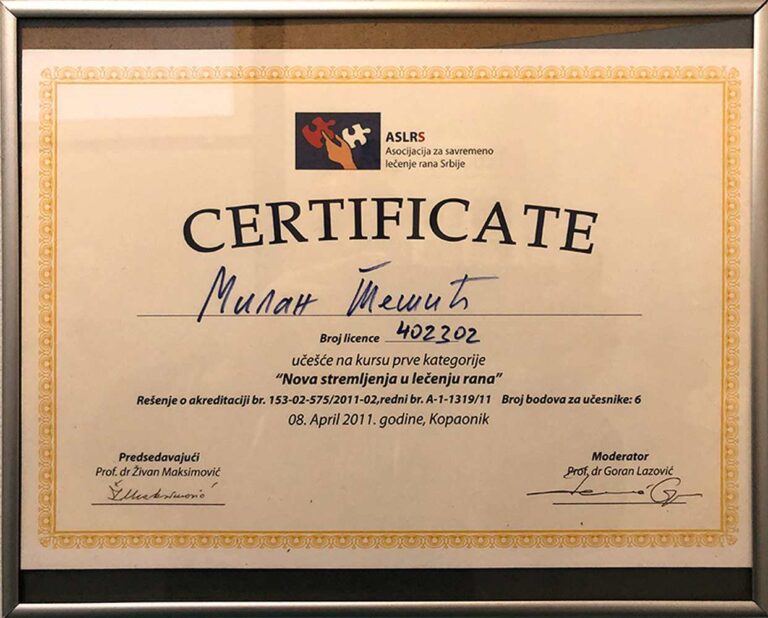 ASLRS
Asocijacija za savremeno
lečenje rana Srbije
CERTIFICATE
Милан Тешић
Broj licence 402302
učešće na kursu prve kategorije
“Nova stremljenja u lečenju rana”
Rešenje o akreditaciji br. 153-02-575/2011-02,redni br. A-1-1319/11 Broj bodova za učesnike: 6
08. April 2011. godine, Kopaonik
Predsedavajući
Prof. dr Živan Maksimović
Moderator
Prof. dr Goran Lazović